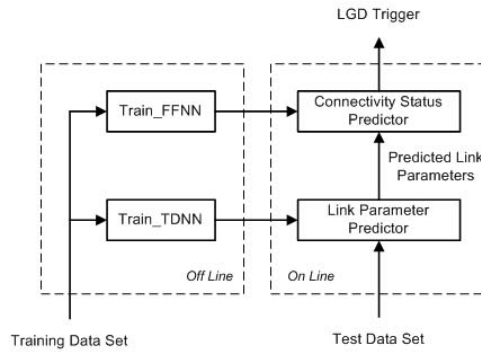 LGD Trigger
Train_FFNN
Connectivity Status
Predictor
Predicted Link
Parameters
Train_TDNN
Link Parameter
Predictor
Off Line
On Line
Training Data Set
Test Data Set